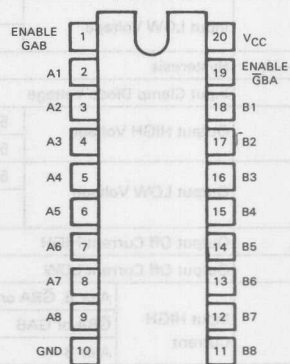 ENABLE GAB 1 20 VCC
A1 2 19 ENABLE G̅BA
A2 3 18 B1
A3 4 17 B2
A4 5 16 B3
A5 6 15 B4
A6 7 14 B5
A7 8 13 B6
A8 9 12 B7
GND 10 11 B8